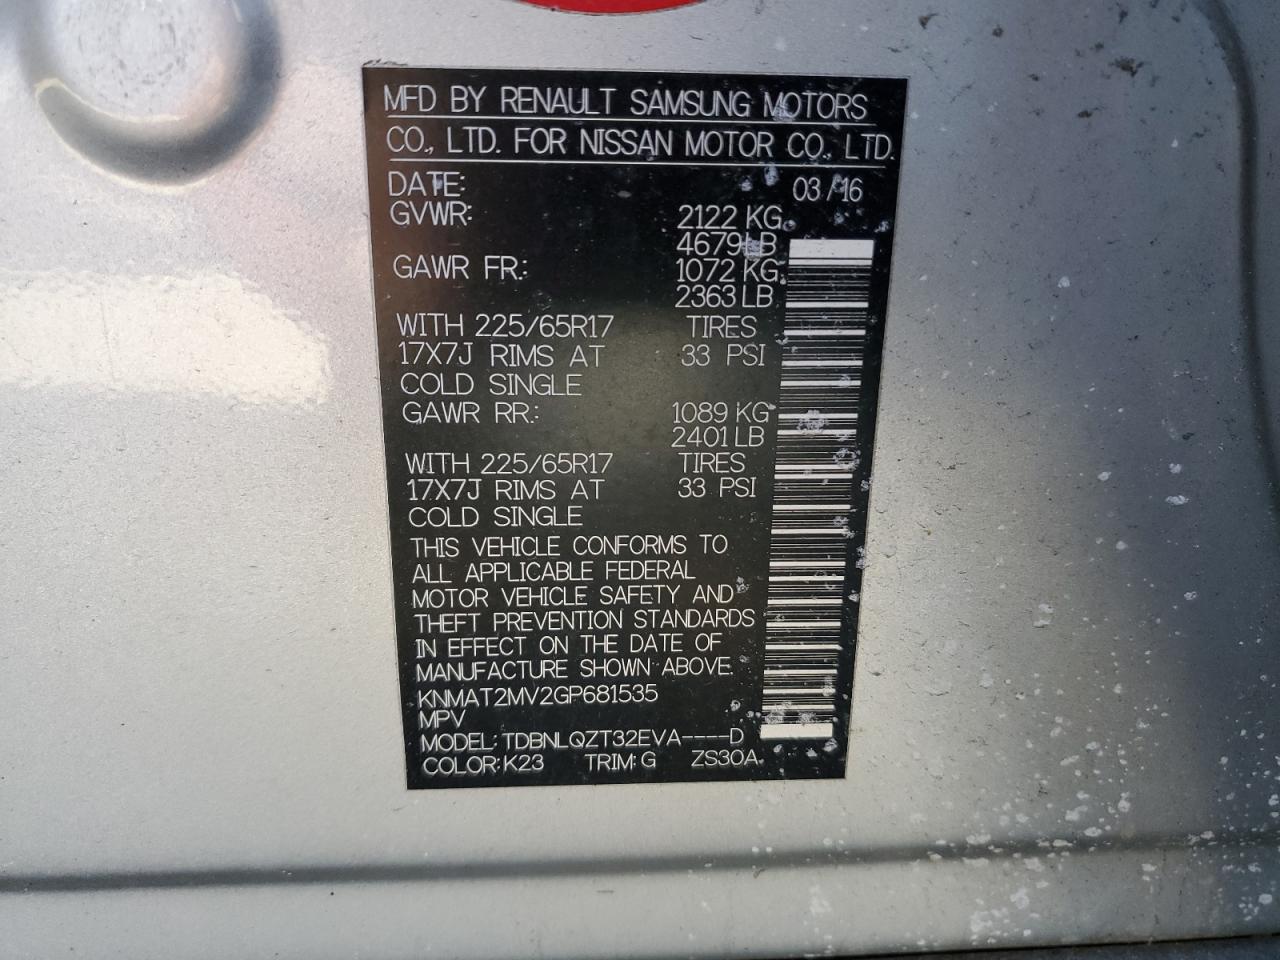 MFD BY RENAULT SAMSUNG MOTORS
CO., LTD. FOR NISSAN MOTOR CO., LTD.
DATE: 03 / 16
GVWR: 2122 KG
4679 LB
GAWR FR.: 1072 KG
2363 LB
WITH 225/65R17 TIRES
17X7J RIMS AT 33 PSI
COLD SINGLE
GAWR RR.: 1089 KG
2401 LB
WITH 225/65R17 TIRES
17X7J RIMS AT 33 PSI
COLD SINGLE
THIS VEHICLE CONFORMS TO
ALL APPLICABLE FEDERAL
MOTOR VEHICLE SAFETY AND
THEFT PREVENTION STANDARDS
IN EFFECT ON THE DATE OF
MANUFACTURE SHOWN ABOVE.
KNMAT2MV2GP681535
MPV
MODEL: TDBNLQZT32EVA----D
COLOR: K23 TRIM: G ZS30A